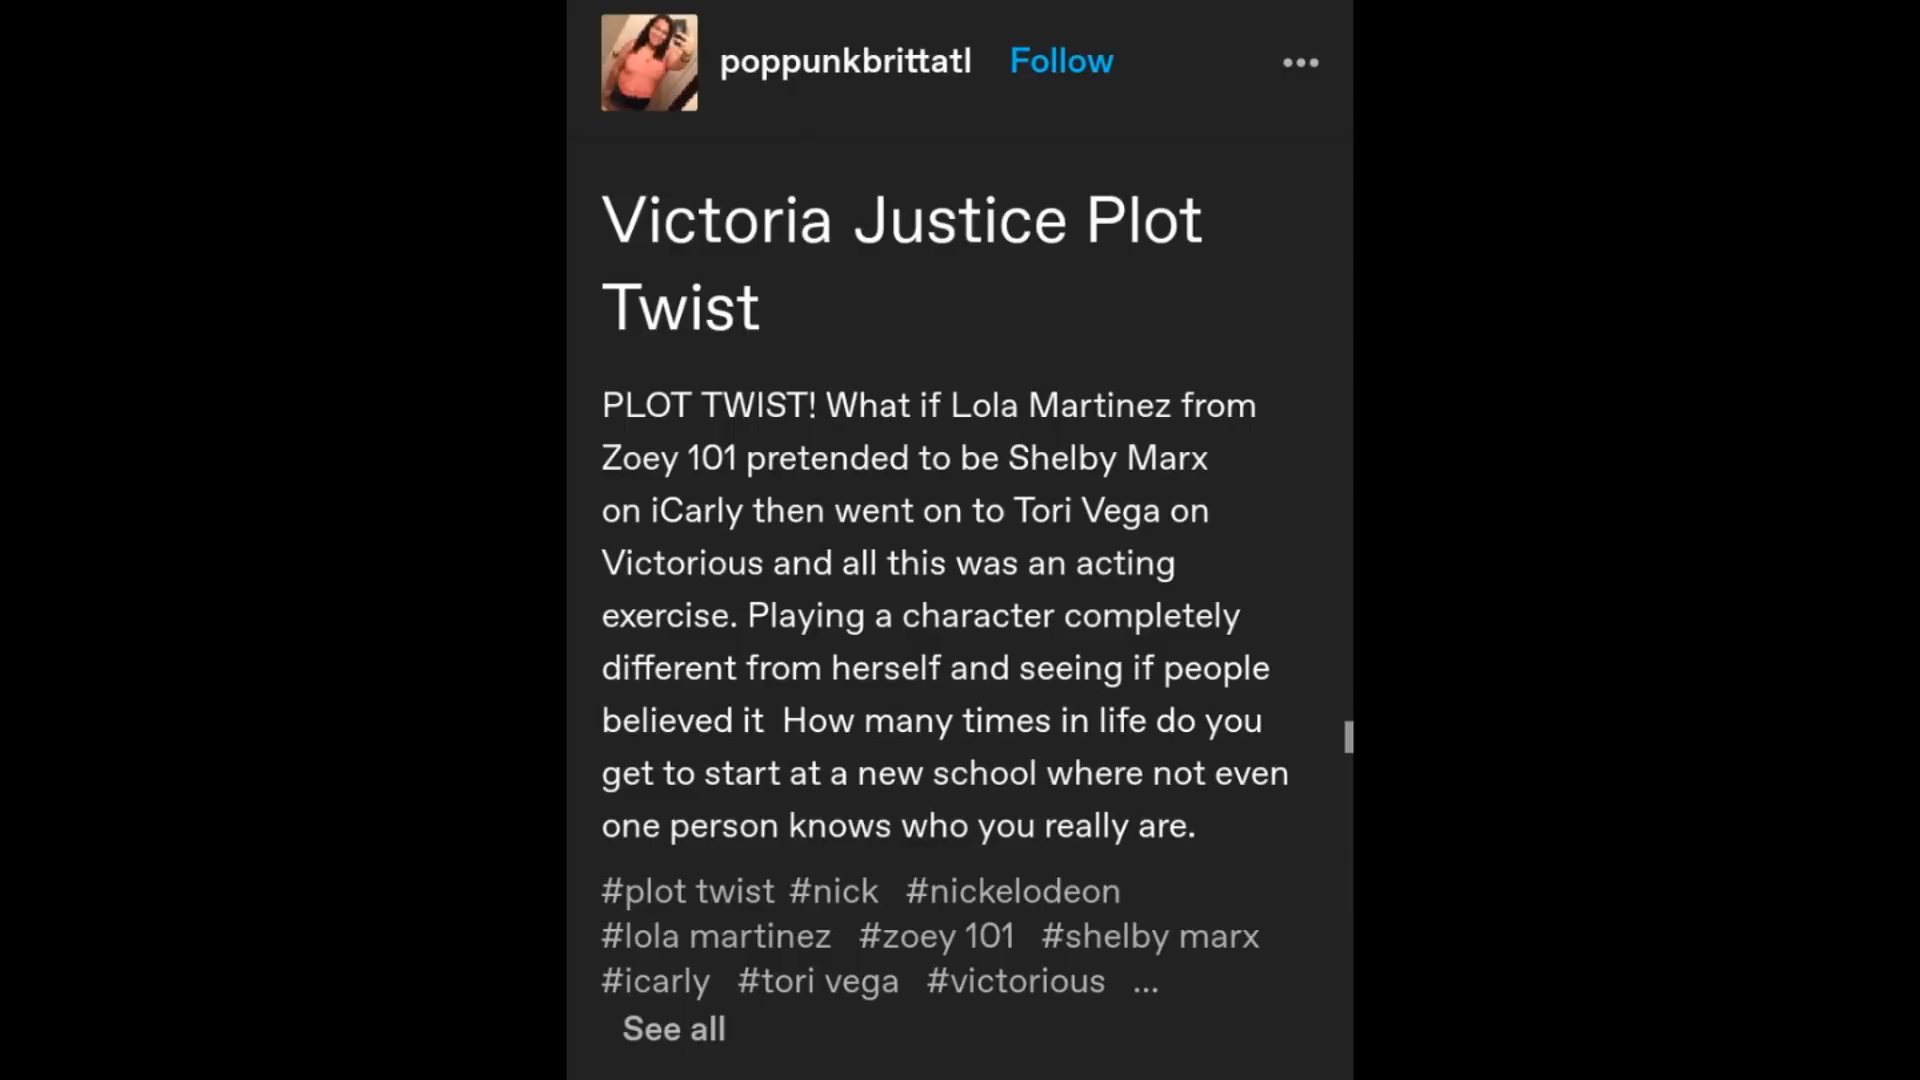 poppunkbrittatl Follow
Victoria Justice Plot
Twist
PLOT TWIST! What if Lola Martinez from
Zoey 101 pretended to be Shelby Marx
on iCarly then went on to Tori Vega on
Victorious and all this was an acting
exercise. Playing a character completely
different from herself and seeing if people
believed it  How many times in life do you
get to start at a new school where not even
one person knows who you really are.
#plot twist #nick #nickelodeon
#lola martinez #zoey 101 #shelby marx
#icarly #tori vega #victorious ...
See all